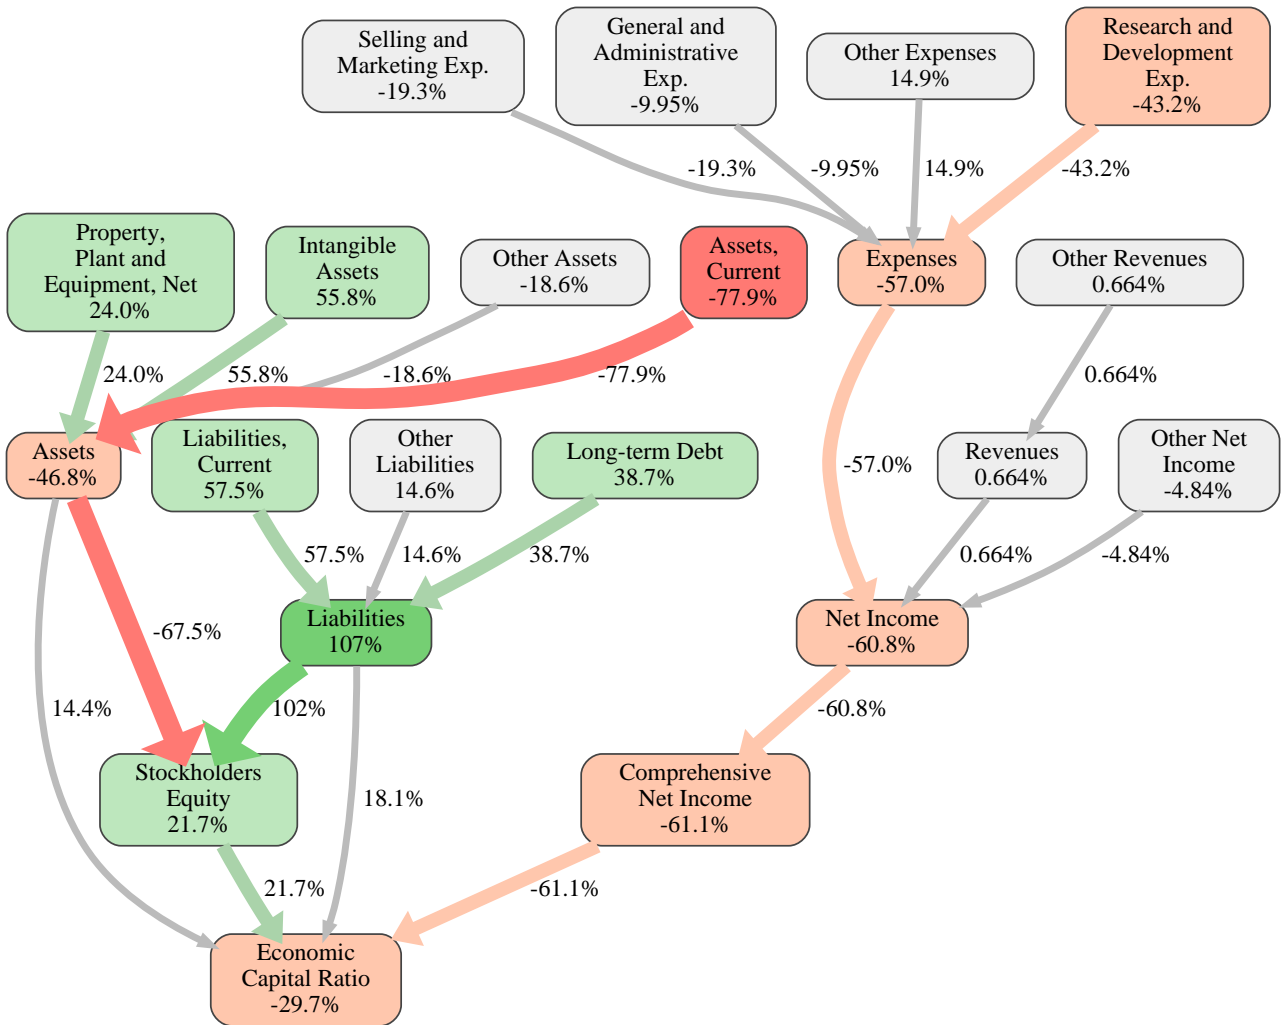 Selling and
Marketing Exp.
-19.3%
General and
Administrative
Exp.
-9.95%
Other Expenses
14.9%
Research and
Development
Exp.
-43.2%
-19.3%
-9.95%
14.9%
-43.2%
Property,
Plant and
Equipment, Net
24.0%
Intangible
Assets
55.8%
Other Assets
-18.6%
Assets,
Current
-77.9%
Expenses
-57.0%
Other Revenues
0.664%
24.0%
55.8%
-18.6%
-77.9%
0.664%
Assets
-46.8%
Liabilities,
Current
57.5%
Other
Liabilities
14.6%
Long-term Debt
38.7%
-57.0%
Revenues
0.664%
Other Net
Income
-4.84%
57.5%
14.6%
38.7%
0.664%
-4.84%
-67.5%
Liabilities
107%
Net Income
-60.8%
14.4%
102%
-60.8%
Stockholders
Equity
21.7%
18.1%
Comprehensive
Net Income
-61.1%
21.7%
-61.1%
Economic
Capital Ratio
-29.7%